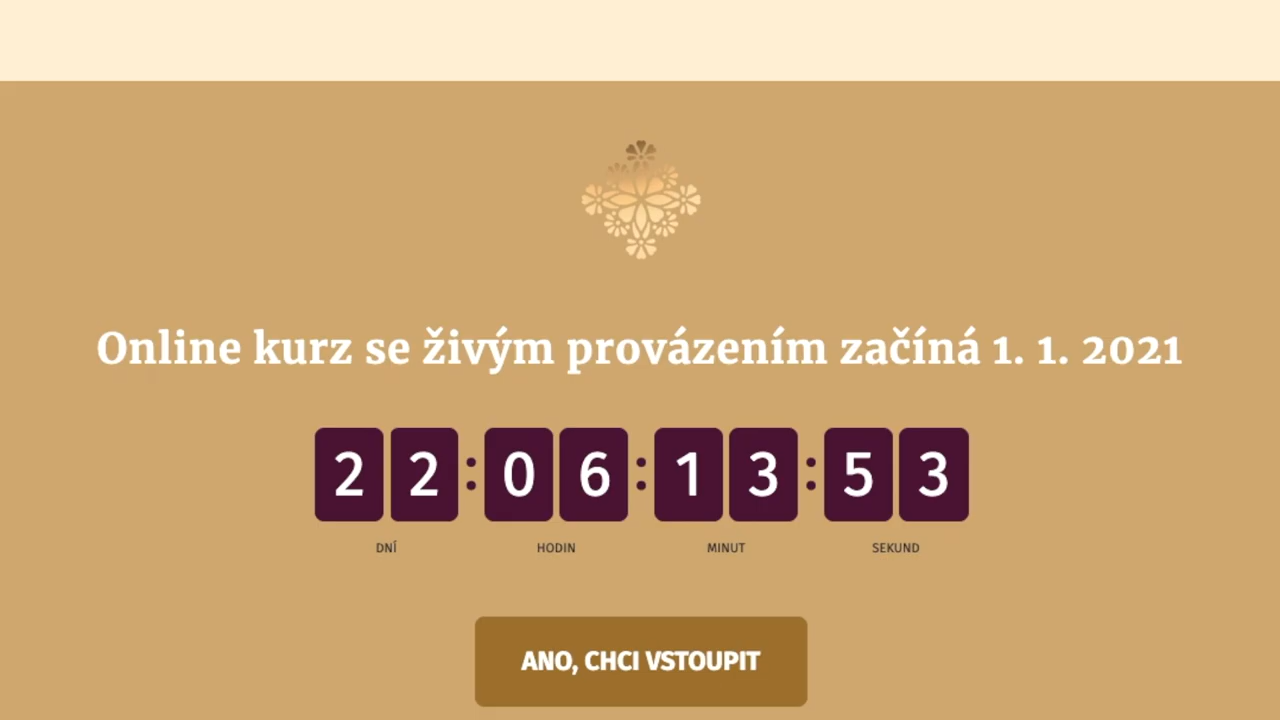 Online kurz se živým provázením začíná 1. 1. 2021
22:06:13:53
DNÍ HODIN MINUT SEKUND
ANO, CHCI VSTOUPIT